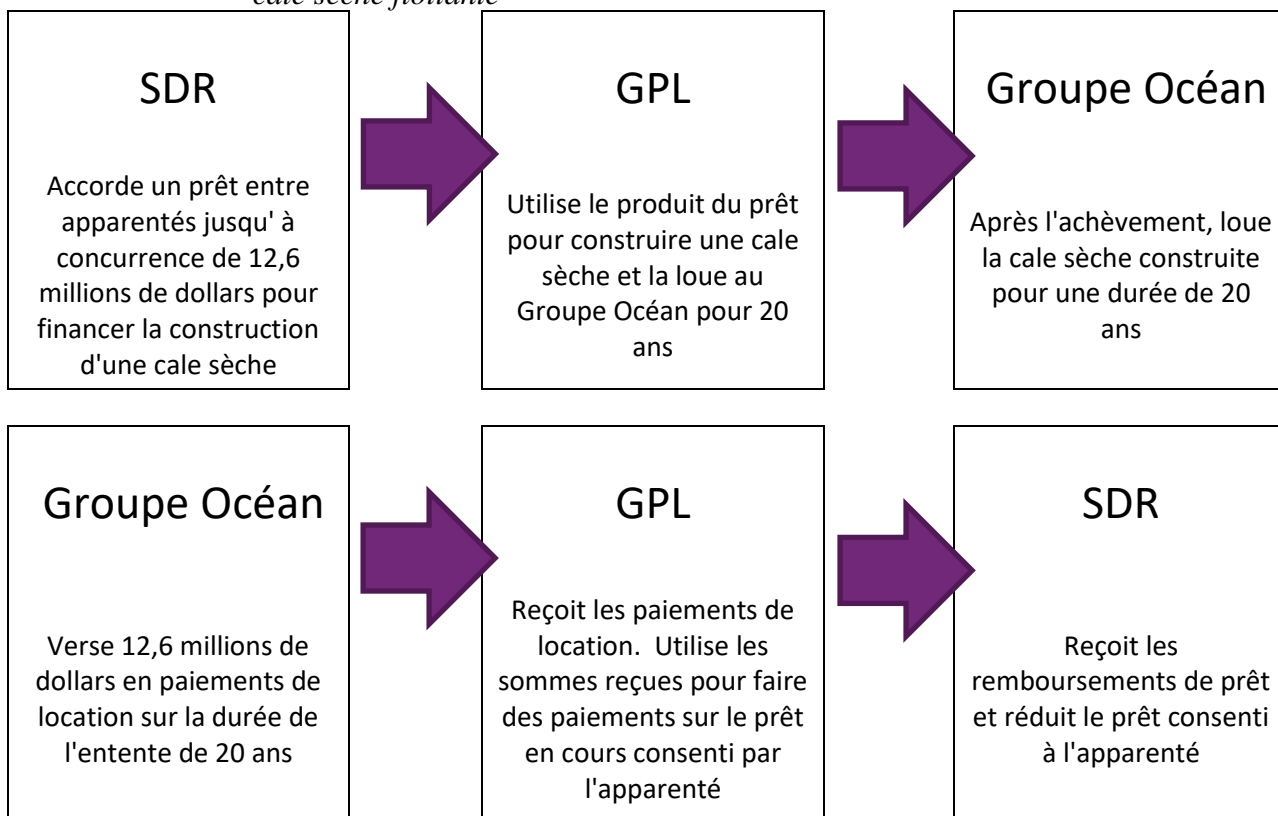 cale sèche flottante
SDR
Accorde un prêt entre
apparentés jusqu' à
concurrence de 12,6
millions de dollars pour
financer la construction
d'une cale sèche
GPL
Utilise le produit du prêt
pour construire une cale
sèche et la loue au
Groupe Océan pour 20
ans
Groupe Océan
Après l'achèvement, loue
la cale sèche construite
pour une durée de 20
ans
Groupe Océan
Verse 12,6 millions de
dollars en paiements de
location sur la durée de
l'entente de 20 ans
GPL
Reçoit les paiements de
location.  Utilise les
sommes reçues pour faire
des paiements sur le prêt
en cours consenti par
l'apparenté
SDR
Reçoit les
remboursements de prêt
et réduit le prêt consenti
à l'apparenté